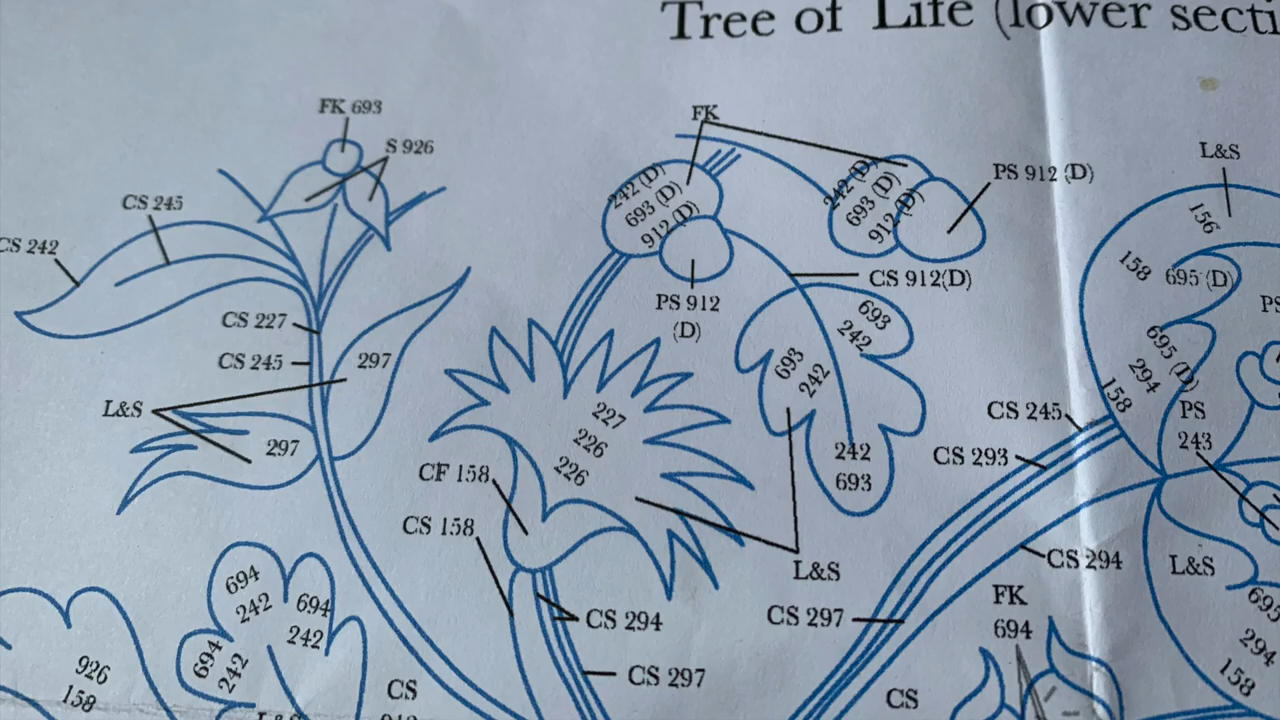 Tree of Life (lower secti
FK 693
S 926
FK
CS 245
CS 242
242 (D)
693 (D)
912 (D)
242 (D)
693 (D)
912 (D)
PS 912 (D)
L&S
156
158
695 (D)
PS
CS 227
CS 245
297
PS 912
(D)
CS 912(D)
693
242
693
242
695 (D)
294
158
L&S
297
227
226
226
CF 158
CS 158
242
693
CS 245
CS 293
PS
243
694
242
694
242
694
242
L&S
CS 294
L&S
CS 294
CS 297
FK
694
CS 297
926
158
CS
CS
695
294
158
L&S